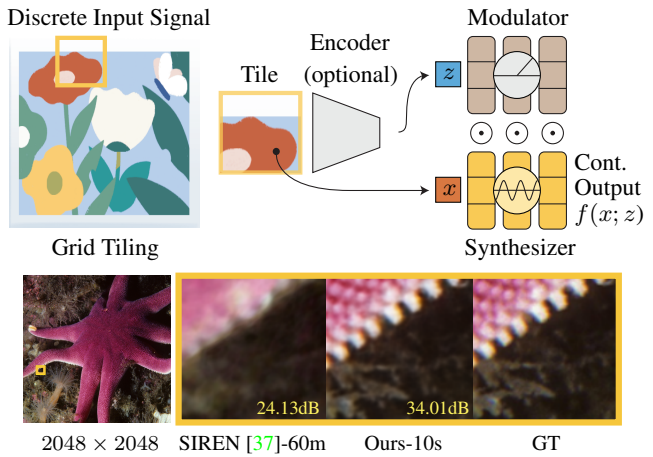 Discrete Input Signal
Modulator
Encoder
(optional)
Tile
z
x
Cont.
Output
f(x; z)
Grid Tiling
Synthesizer
24.13dB
34.01dB
2048 × 2048
SIREN [37]-60m
Ours-10s
GT